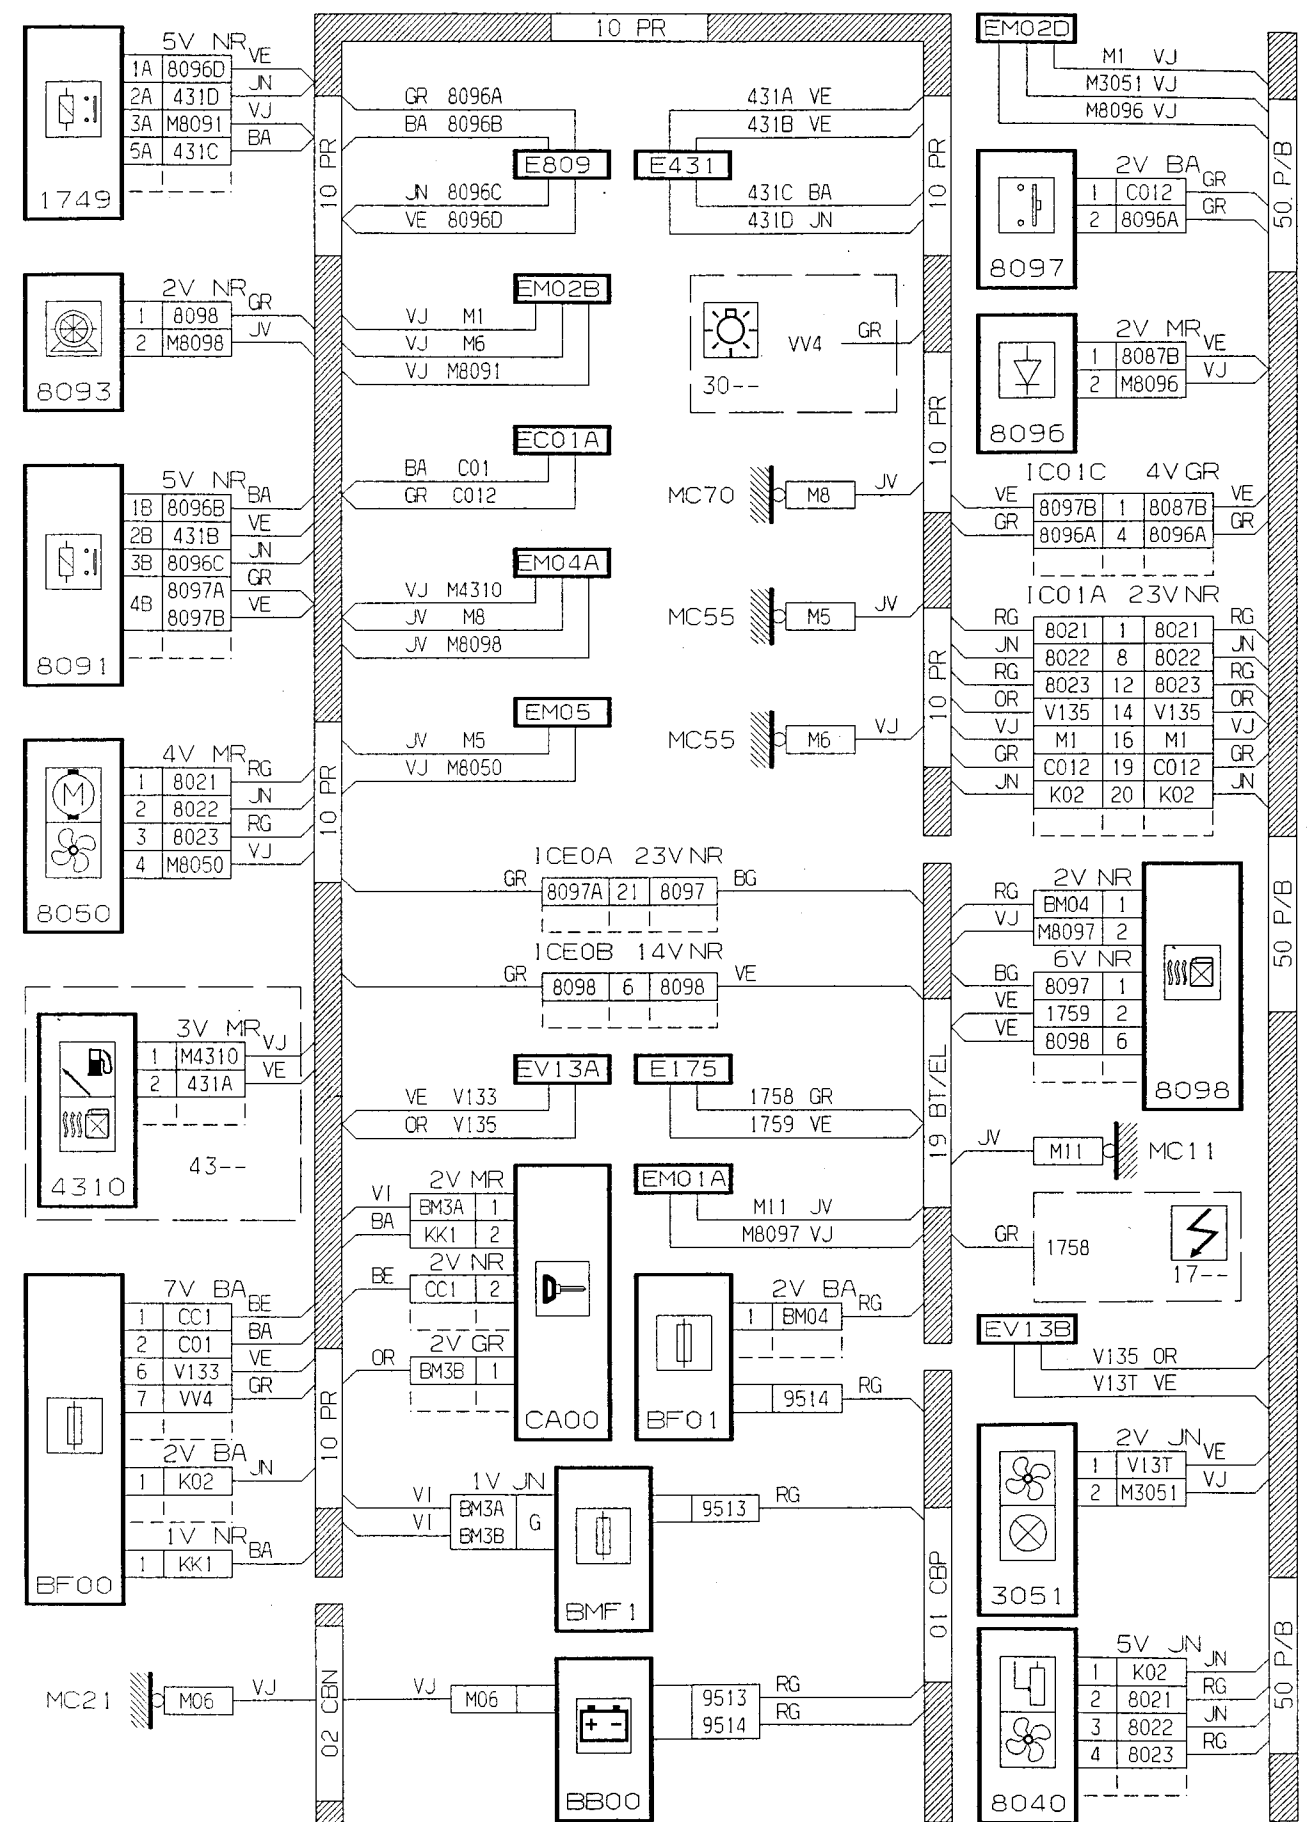 10 PR
5V NR
1A 8096D VE
2A 431D JN
3A M8091 VJ
5A 431C BA
1749
2V NR
1 8098 GR
2 M8098 JV
8093
5V NR
1B 8096B BA
2B 431B VE
3B 8096C JN
4B 8097A GR
8097B VE
8091
4V MR
1 8021 RG
2 8022 JN
3 8023 RG
4 M8050 VJ
M
8050
3V MR
1 M4310 VJ
2 431A VE
43--
4310
7V BA
1 CC1 BE
2 C01 BA
6 V133 VE
7 VV4 GR
2V BA
1 K02 JN
1V NR
1 KK1 BA
BF00
MC21 M06 VJ
10 PR
10 PR
10 PR
02 CBN
GR 8096A
BA 8096B
E809
JN 8096C
VE 8096D
431A VE
431B VE
E431
431C BA
431D JN
EM02B
VJ M1
VJ M6
VJ M8091
VV4 GR
30--
EC01A
BA C01
GR C012
MC70 M8 JV
EM04A
VJ M4310
JV M8
JV M8098
MC55 M5 JV
EM05
JV M5
VJ M8050
MC55 M6 VJ
ICE0A 23V NR
GR 8097A 21 8097 BG
ICE0B 14V NR
GR 8098 6 8098 VE
EV13A
VE V133
OR V135
E175
1758 GR
1759 VE
2V MR
VI BM3A 1
BA KK1 2
2V NR
BE CC1 2
2V GR
OR BM3B 1
CA00
EM01A
M11 JV
M8097 VJ
2V BA
1 BM04 RG
9514 RG
BF01
1V JN
VI BM3A G
VI BM3B
9513 RG
BMF1
VJ M06
9513 RG
9514 RG
+ -
BB00
10 PR
10 PR
10 PR
19 BT/EL
01 CBP
EM02D
M1 VJ
M3051 VJ
M8096 VJ
2V BA
1 C012 GR
2 8096A GR
8097
2V MR
1 8087B VE
2 M8096 VJ
8096
IC01C 4V GR
VE 8097B 1 8087B VE
GR 8096A 4 8096A GR
IC01A 23V NR
RG 8021 1 8021 RG
JN 8022 8 8022 JN
RG 8023 12 8023 RG
OR V135 14 V135 OR
VJ M1 16 M1 VJ
GR C012 19 C012 GR
JN K02 20 K02 JN
2V NR
RG BM04 1
VJ M8097 2
6V NR
BG 8097 1
VE 1759 2
VE 8098 6
8098
JV M11 MC11
GR 1758
17--
EV13B
V135 OR
V13T VE
2V JN
1 V13T VE
2 M3051 VJ
3051
5V JN
1 K02 JN
2 8021 RG
3 8022 JN
4 8023 RG
8040
50. P/B
50 P/B
50 P/B